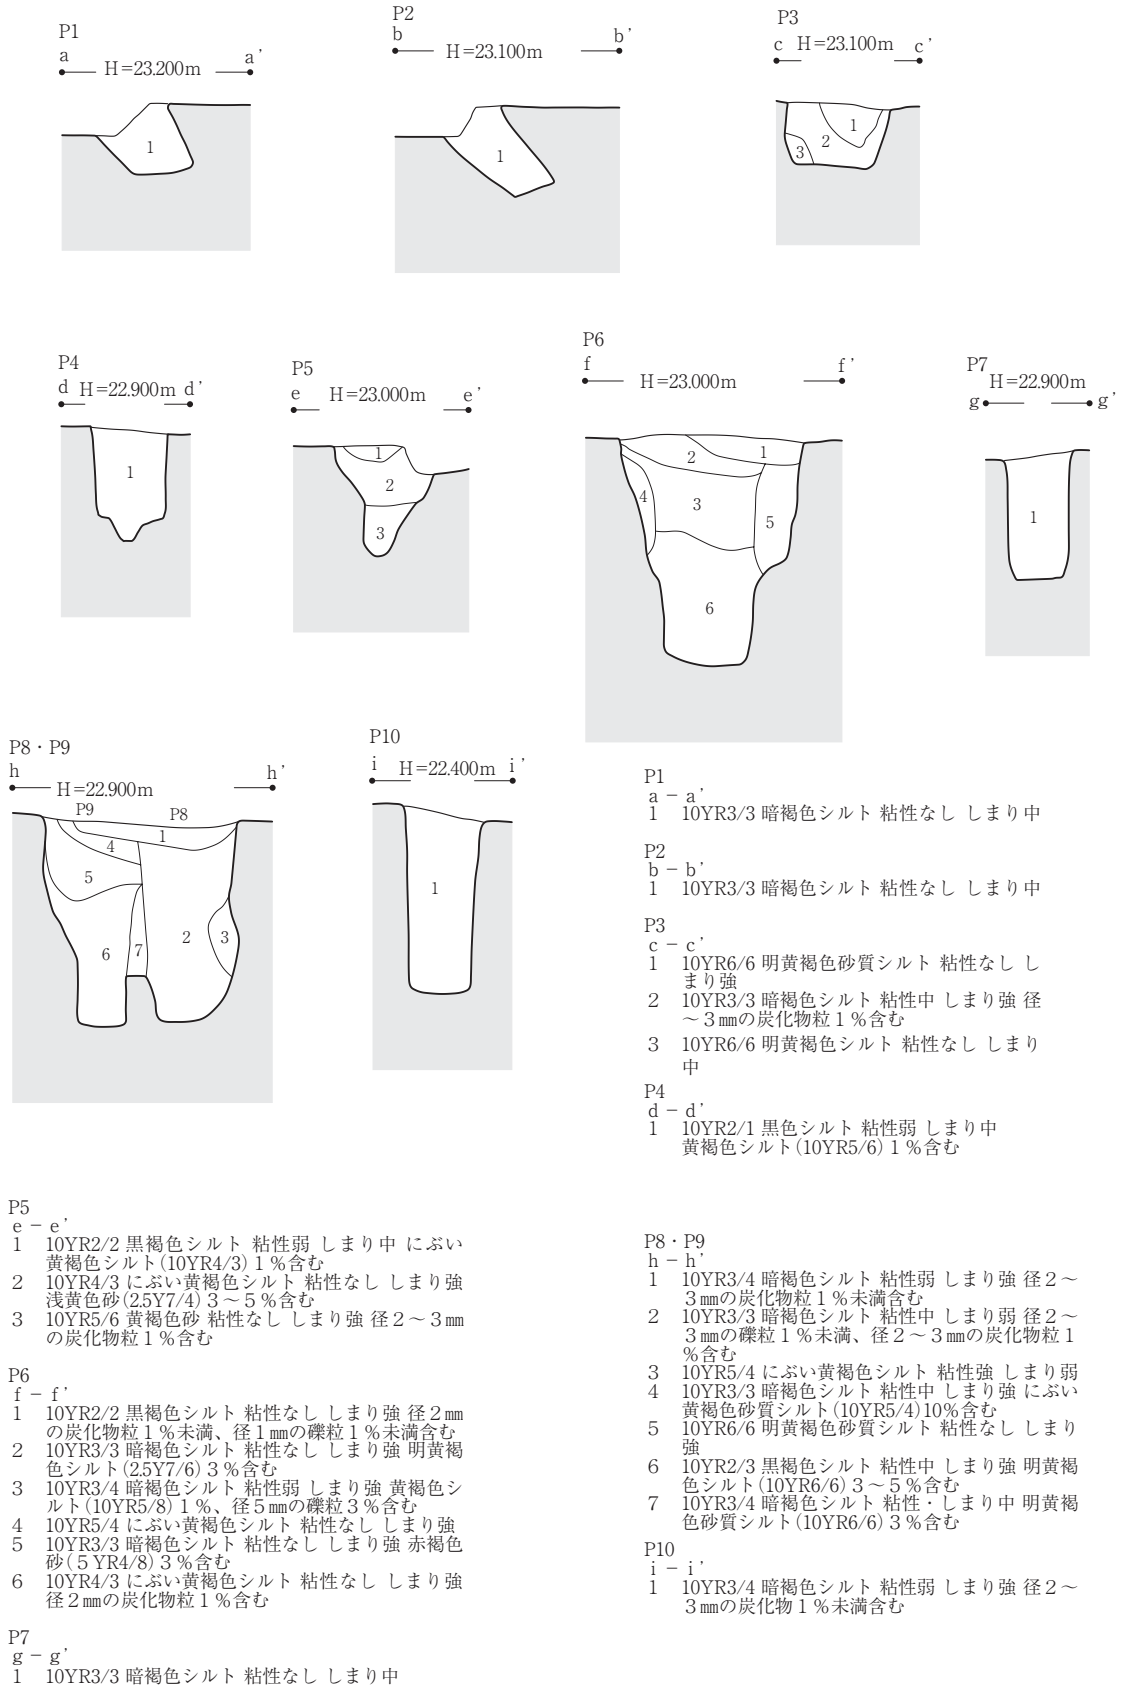 P1
a H=23.200m a’
1
P2
b H=23.100m b’
1
P3
c H=23.100m c’
1
2
3
P4
d H=22.900m d’
1
P5
e H=23.000m e’
1
2
3
P6
f H=23.000m f’
1
2
3
4
5
6
P7
H=22.900m
g g’
1
P8・P9
h H=22.900m h’
P9 P8
1
4
5
6
7
2
3
P10
i H=22.400m i’
1
P1
a－a’
1 10YR3/3 暗褐色シルト 粘性なし しまり中
P2
b－b’
1 10YR3/3 暗褐色シルト 粘性なし しまり中
P3
c－c’
1 10YR6/6 明黄褐色砂質シルト 粘性なし し
まり強
2 10YR3/3 暗褐色シルト 粘性中 しまり強 径
～3㎜の炭化物粒1％含む
3 10YR6/6 明黄褐色シルト 粘性なし しまり
中
P4
d－d’
1 10YR2/1 黒色シルト 粘性弱 しまり中
黄褐色シルト(10YR5/6)1％含む
P5
e－e’
1 10YR2/2 黒褐色シルト 粘性弱 しまり中 にぶい
黄褐色シルト(10YR4/3)1％含む
2 10YR4/3 にぶい黄褐色シルト 粘性なし しまり強
浅黄色砂(2.5Y7/4)3～5％含む
3 10YR5/6 黄褐色砂 粘性なし しまり強 径2～3㎜
の炭化物粒1％含む
P6
f－f’
1 10YR2/2 黒褐色シルト 粘性なし しまり強 径2㎜
の炭化物粒1％未満、径1㎜の礫粒1％未満含む
2 10YR3/3 暗褐色シルト 粘性なし しまり強 明黄褐
色シルト(2.5Y7/6)3％含む
3 10YR3/4 暗褐色シルト 粘性弱 しまり強 黄褐色シ
ルト(10YR5/8)1％、径5㎜の礫粒3％含む
4 10YR5/4 にぶい黄褐色シルト 粘性なし しまり強
5 10YR3/3 暗褐色シルト 粘性なし しまり強 赤褐色
砂(5YR4/8)3％含む
6 10YR4/3 にぶい黄褐色シルト 粘性なし しまり強
径2㎜の炭化物粒1％含む
P7
g－g’
1 10YR3/3 暗褐色シルト 粘性なし しまり中
P8・P9
h－h’
1 10YR3/4 暗褐色シルト 粘性弱 しまり強 径2～
3㎜の炭化物粒1％未満含む
2 10YR3/3 暗褐色シルト 粘性中 しまり弱 径2～
3㎜の礫粒1％未満、径2～3㎜の炭化物粒1
％含む
3 10YR5/4 にぶい黄褐色シルト 粘性強 しまり弱
4 10YR3/3 暗褐色シルト 粘性中 しまり強 にぶい
黄褐色砂質シルト(10YR5/4)10％含む
5 10YR6/6 明黄褐色砂質シルト 粘性なし しまり
強
6 10YR2/3 黒褐色シルト 粘性中 しまり強 明黄褐
色シルト(10YR6/6)3～5％含む
7 10YR3/4 暗褐色シルト 粘性・しまり中 明黄褐
色砂質シルト(10YR6/6)3％含む
P10
i－i’
1 10YR3/4 暗褐色シルト 粘性弱 しまり強 径2～
3㎜の炭化物1％未満含む